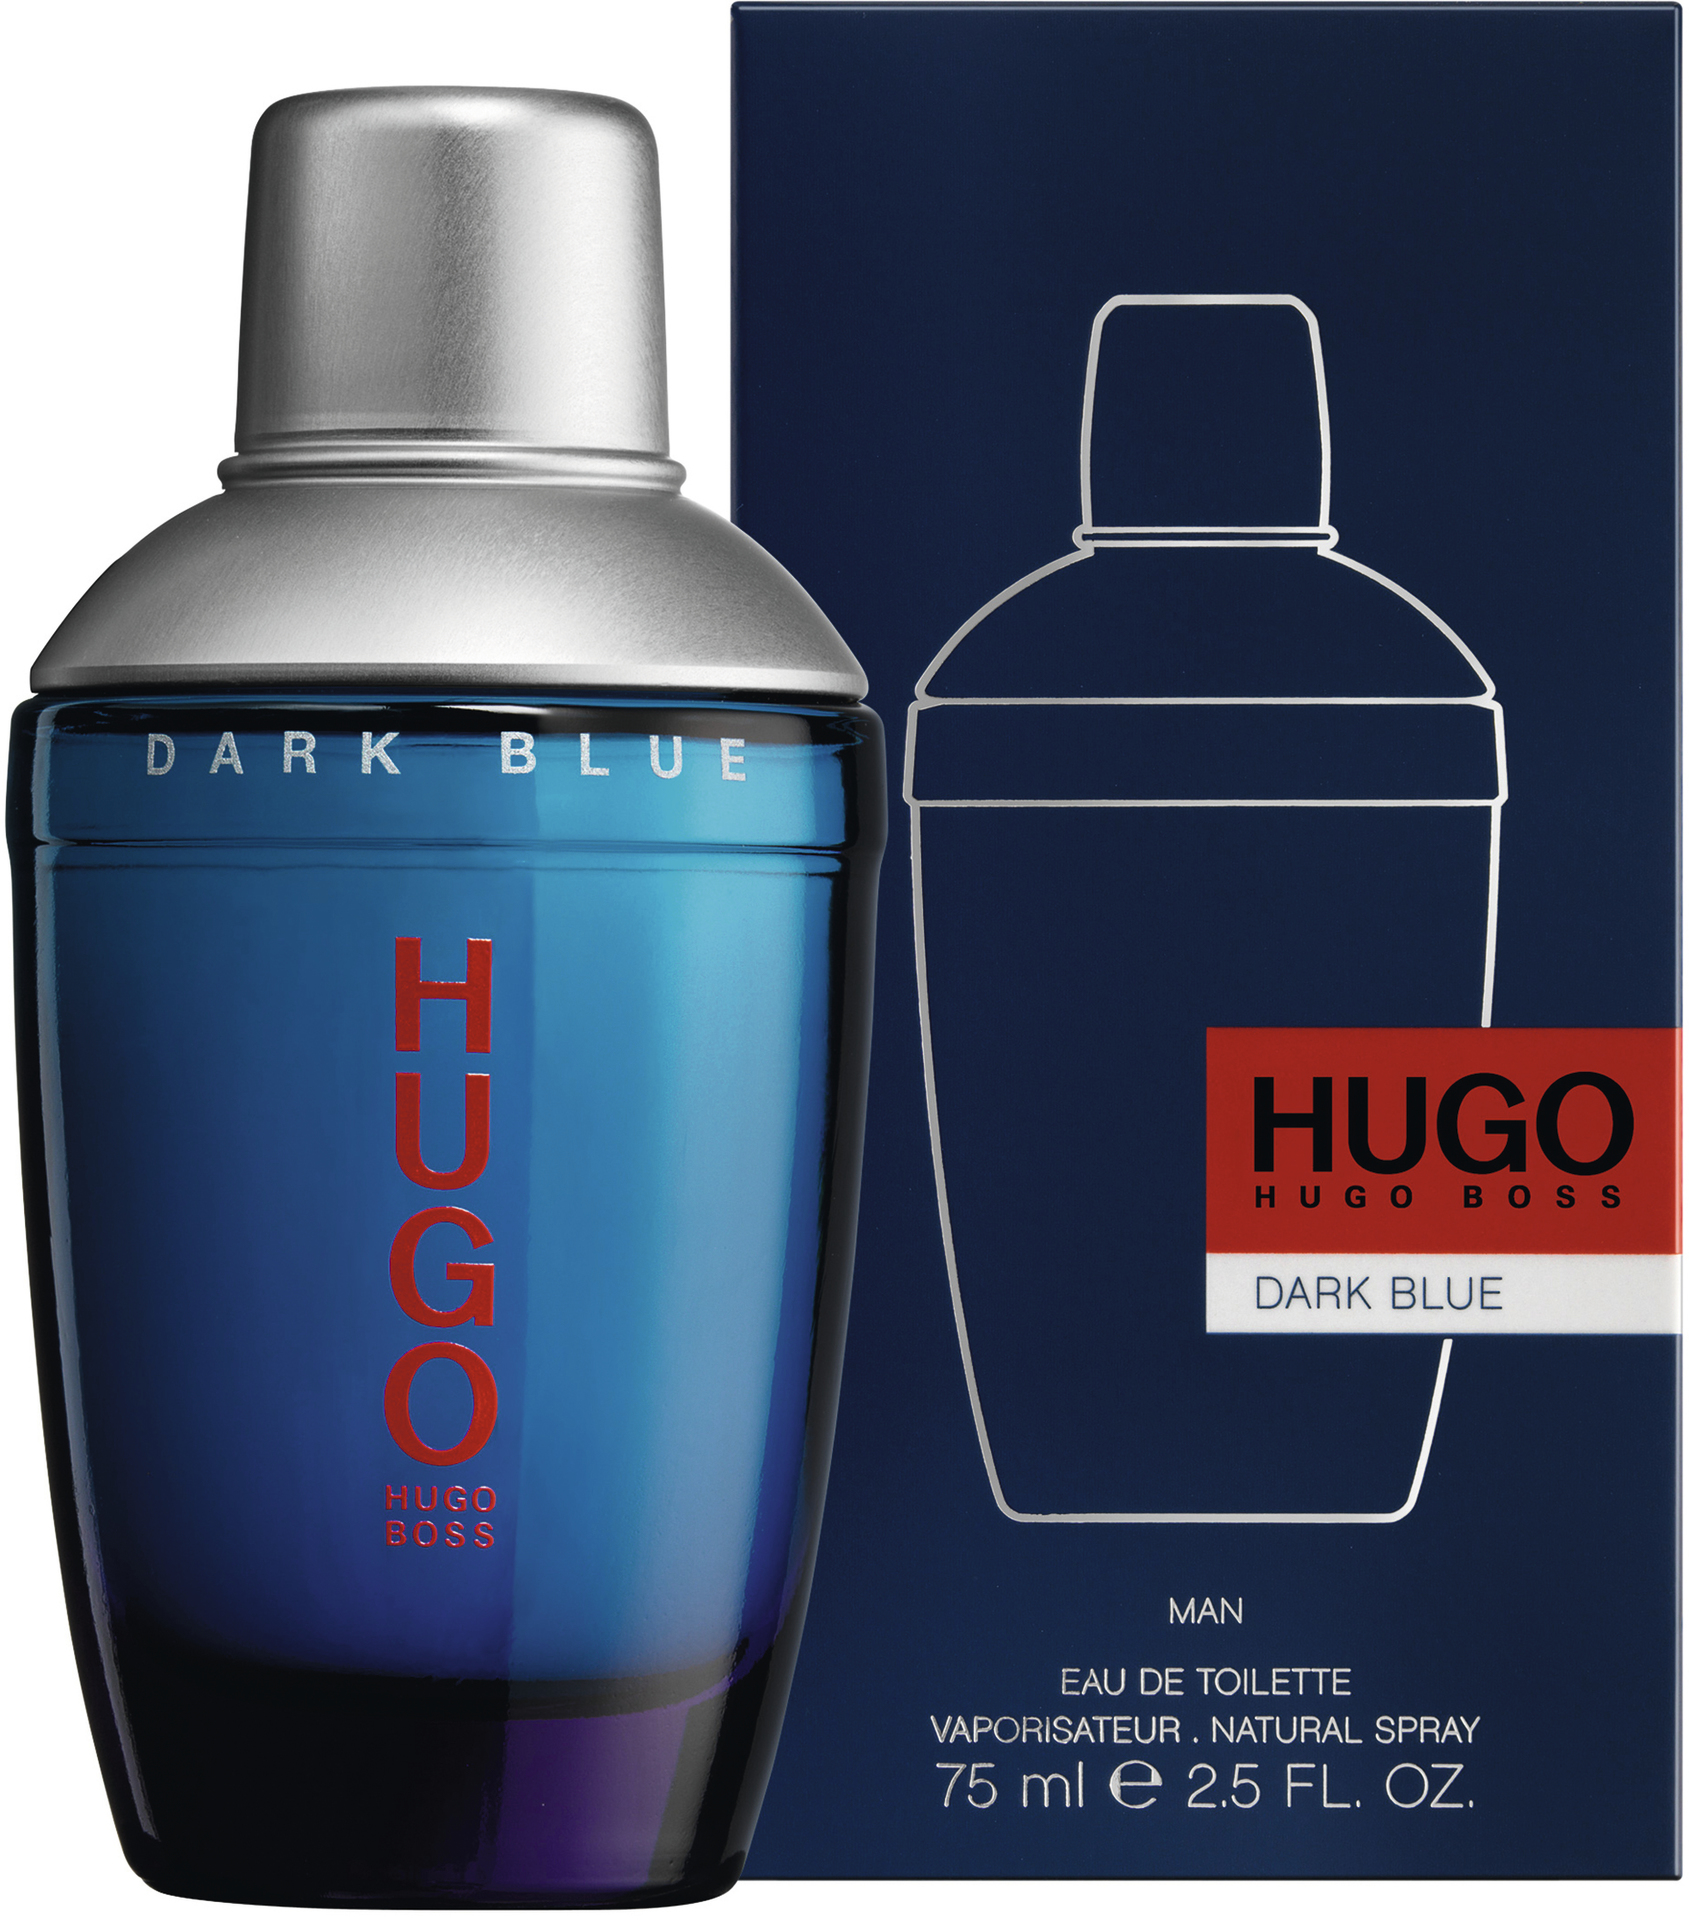 DARK BLUE
H
U
G
O
HUGO
BOSS
HUGO
HUGO BOSS
DARK BLUE
MAN
EAU DE TOILETTE
VAPORISATEUR . NATURAL SPRAY
75 ml ℮ 2.5 FL. OZ.